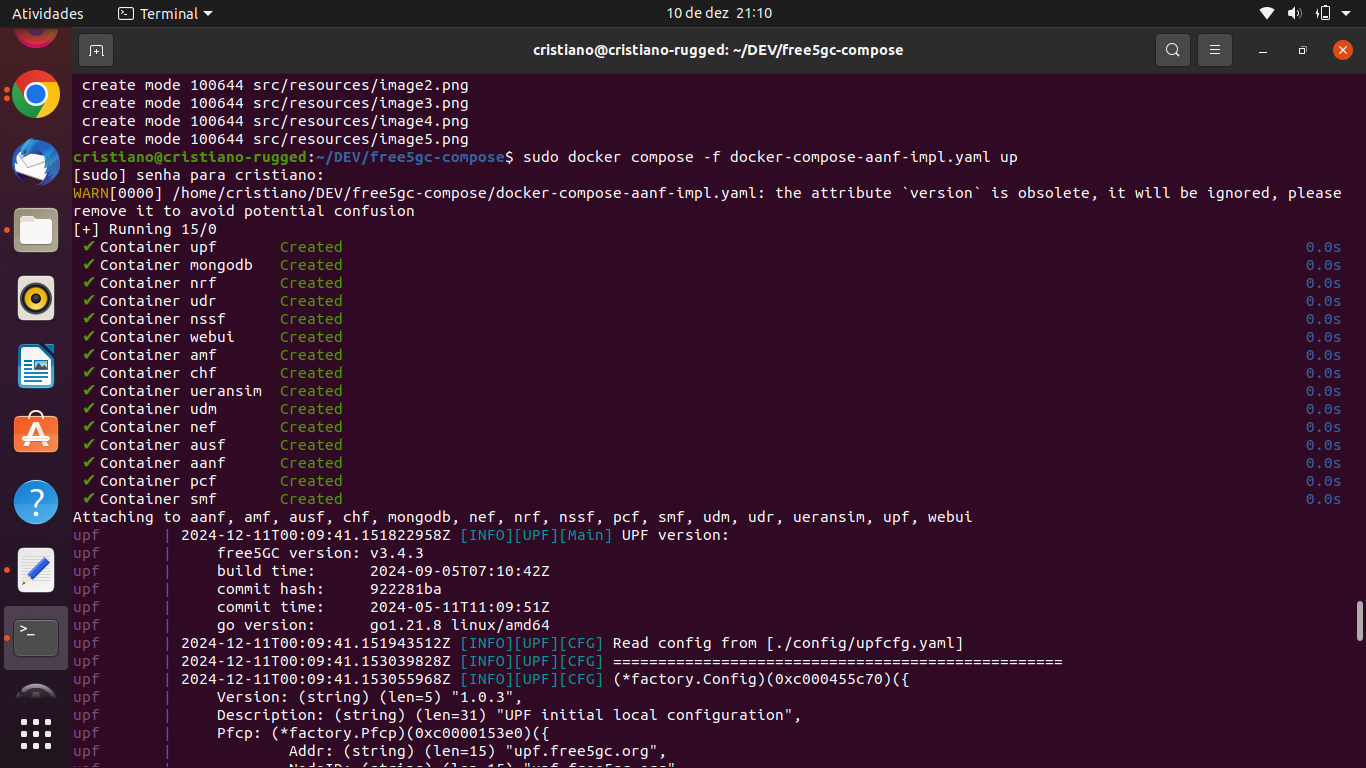 Atividades
Terminal
10 de dez 21:10
cristiano@cristiano-rugged: ~/DEV/free5gc-compose
create mode 100644 src/resources/image2.png
create mode 100644 src/resources/image3.png
create mode 100644 src/resources/image4.png
create mode 100644 src/resources/image5.png
cristiano@cristiano-rugged:~/DEV/free5gc-compose$ sudo docker compose -f docker-compose-aanf-impl.yaml up
[sudo] senha para cristiano:
WARN[0000] /home/cristiano/DEV/free5gc-compose/docker-compose-aanf-impl.yaml: the attribute `version` is obsolete, it will be ignored, please
remove it to avoid potential confusion
[+] Running 15/0
✔ Container upf Created 0.0s
✔ Container mongodb Created 0.0s
✔ Container nrf Created 0.0s
✔ Container udr Created 0.0s
✔ Container nssf Created 0.0s
✔ Container webui Created 0.0s
✔ Container amf Created 0.0s
✔ Container chf Created 0.0s
✔ Container ueransim Created 0.0s
✔ Container udm Created 0.0s
✔ Container nef Created 0.0s
✔ Container ausf Created 0.0s
✔ Container aanf Created 0.0s
✔ Container pcf Created 0.0s
✔ Container smf Created 0.0s
Attaching to aanf, amf, ausf, chf, mongodb, nef, nrf, nssf, pcf, smf, udm, udr, ueransim, upf, webui
upf | 2024-12-11T00:09:41.151822958Z [INFO][UPF][Main] UPF version:
upf | free5GC version: v3.4.3
upf | build time: 2024-09-05T07:10:42Z
upf | commit hash: 922281ba
upf | commit time: 2024-05-11T11:09:51Z
upf | go version: go1.21.8 linux/amd64
upf | 2024-12-11T00:09:41.151943512Z [INFO][UPF][CFG] Read config from [./config/upfcfg.yaml]
upf | 2024-12-11T00:09:41.153039828Z [INFO][UPF][CFG] ==================================================
upf | 2024-12-11T00:09:41.153055968Z [INFO][UPF][CFG] (*factory.Config)(0xc000455c70)({
upf | Version: (string) (len=5) "1.0.3",
upf | Description: (string) (len=31) "UPF initial local configuration",
upf | Pfcp: (*factory.Pfcp)(0xc0000153e0)({
upf | Addr: (string) (len=15) "upf.free5gc.org",
upf | NodeID: (string) (len=15) "upf.free5gc.org",